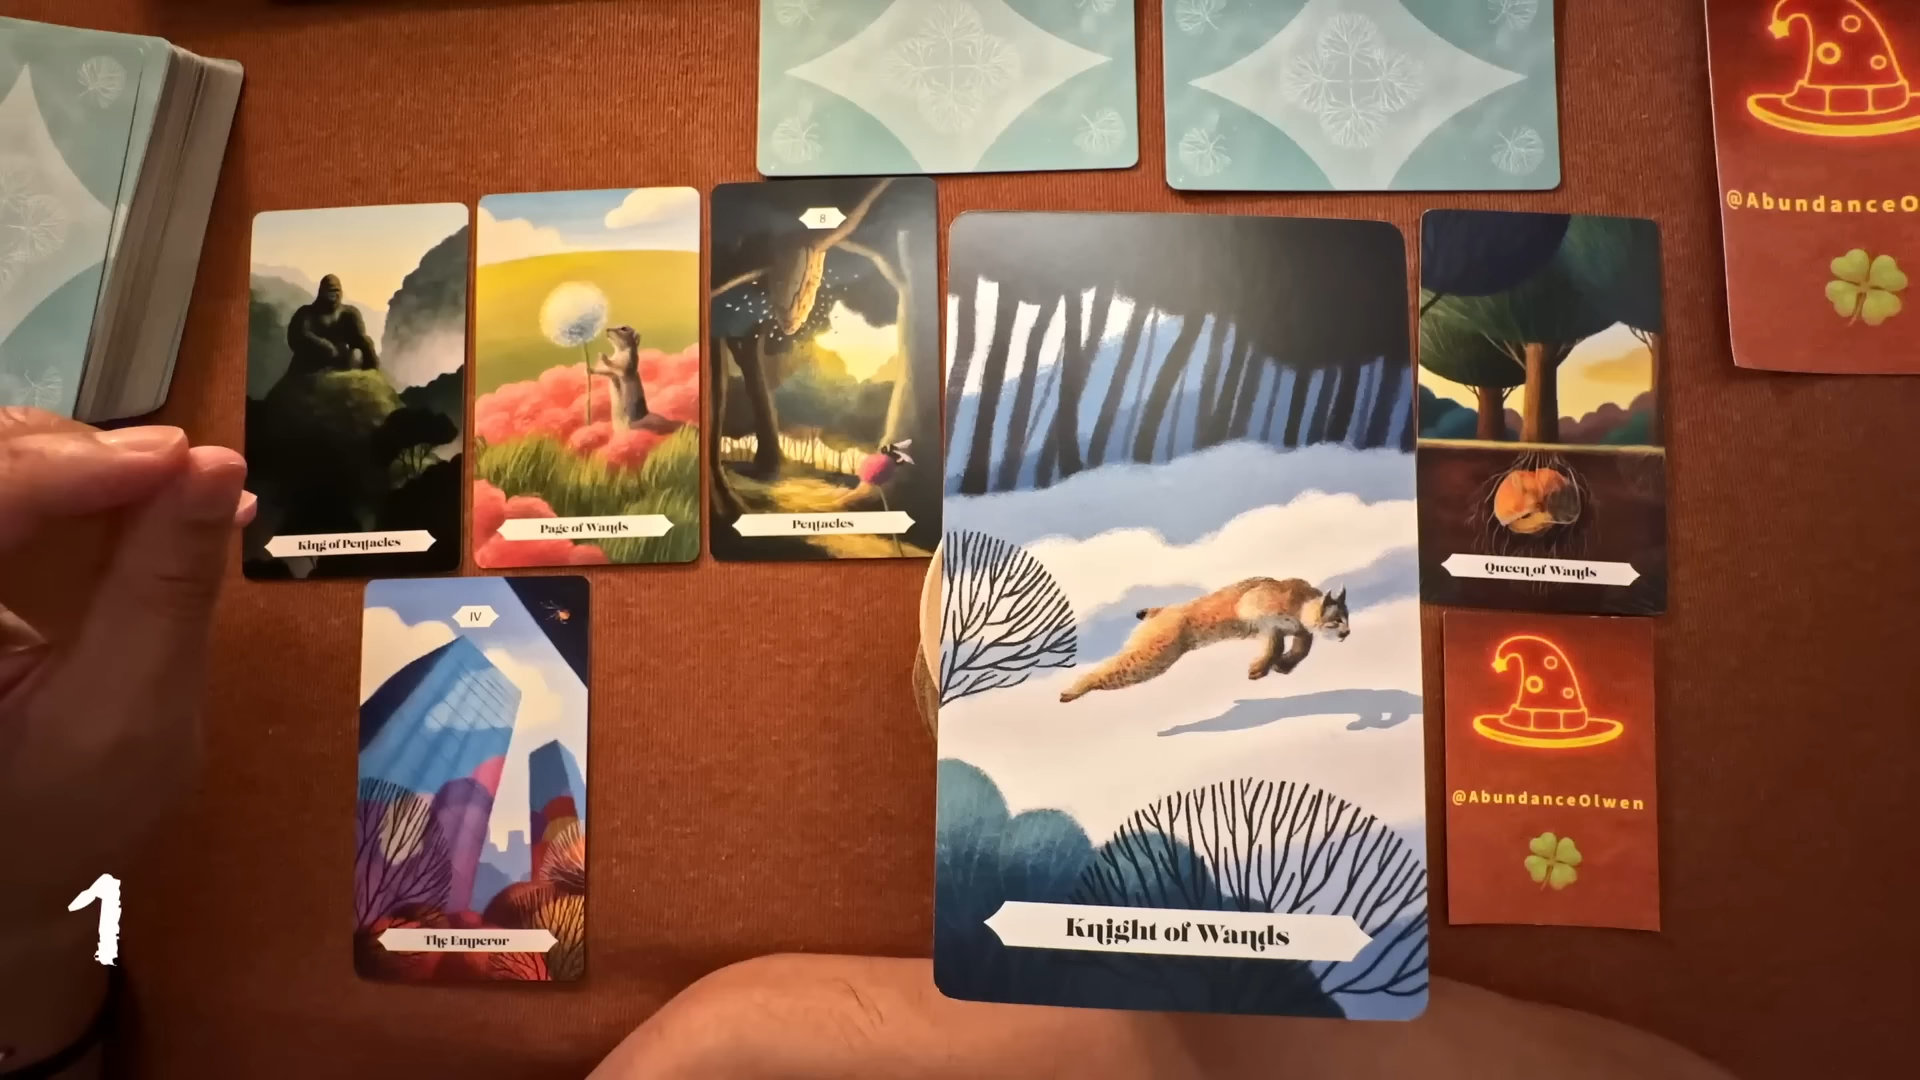 @AbundanceO
8
King of Pentacles
Page of Wands
Pentacles
Queen of Wands
IV
The Emperor
Knight of Wands
@AbundanceOlwen
1